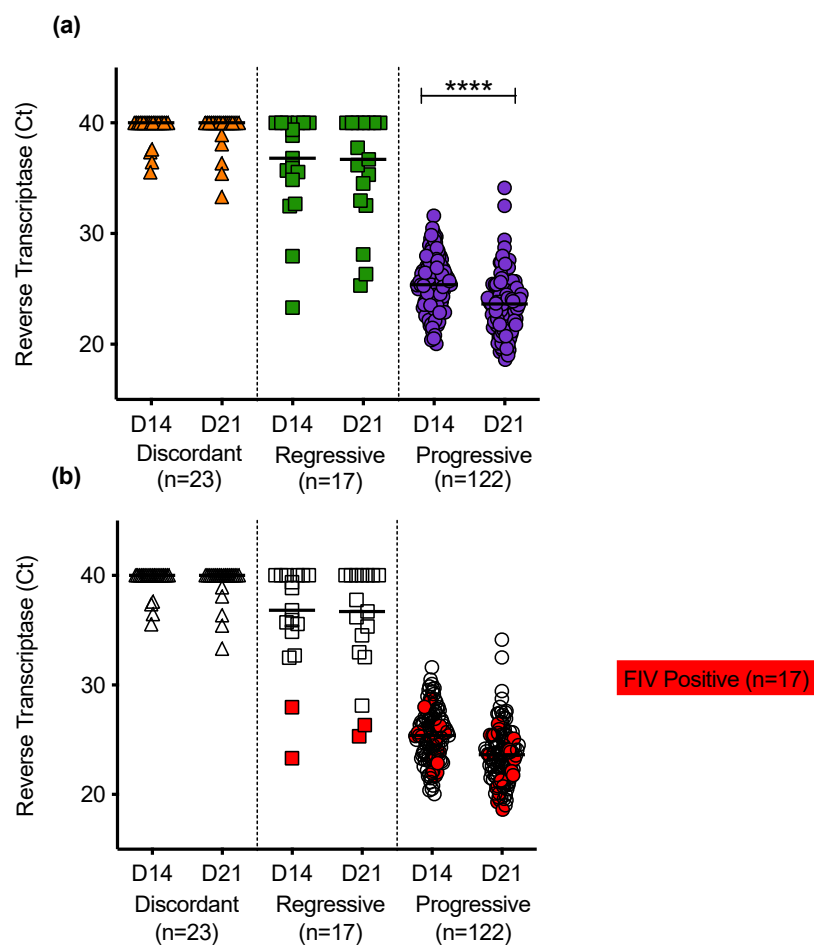 (a)
Reverse Transcriptase (Ct)
40
30
20
****
D14 D21 D14 D21 D14 D21
Discordant Regressive Progressive
(n=23) (n=17) (n=122)
(b)
Reverse Transcriptase (Ct)
40
30
20
FIV Positive (n=17)
D14 D21 D14 D21 D14 D21
Discordant Regressive Progressive
(n=23) (n=17) (n=122)